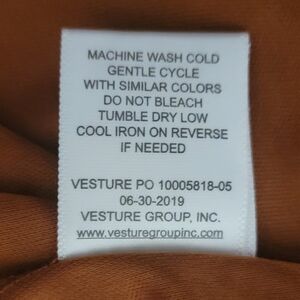 MACHINE WASH COLD
GENTLE CYCLE
WITH SIMILAR COLORS
DO NOT BLEACH
TUMBLE DRY LOW
COOL IRON ON REVERSE
IF NEEDED
VESTURE PO 10005818-05
06-30-2019
VESTURE GROUP, INC.
www.vesturegroupinc.com